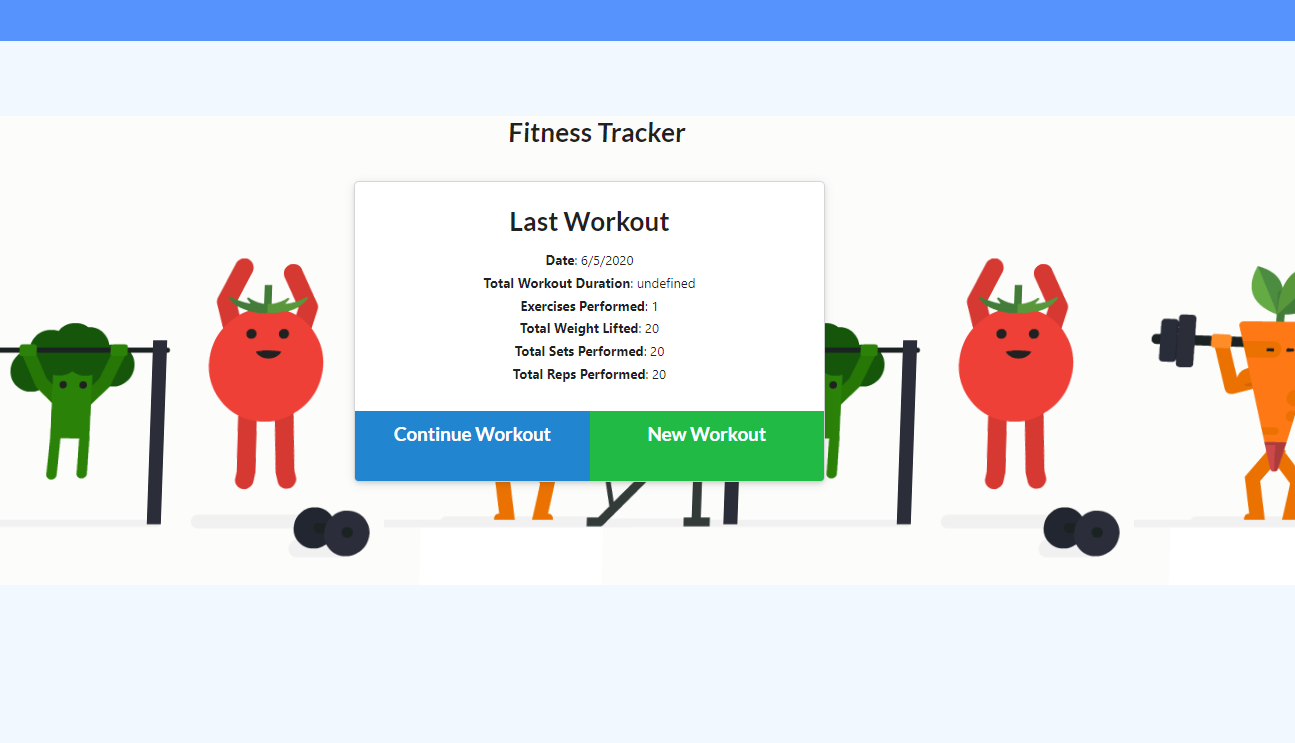 Fitness Tracker
Last Workout
Date: 6/5/2020
Total Workout Duration: undefined
Exercises Performed: 1
Total Weight Lifted: 20
Total Sets Performed: 20
Total Reps Performed: 20
Continue Workout
New Workout